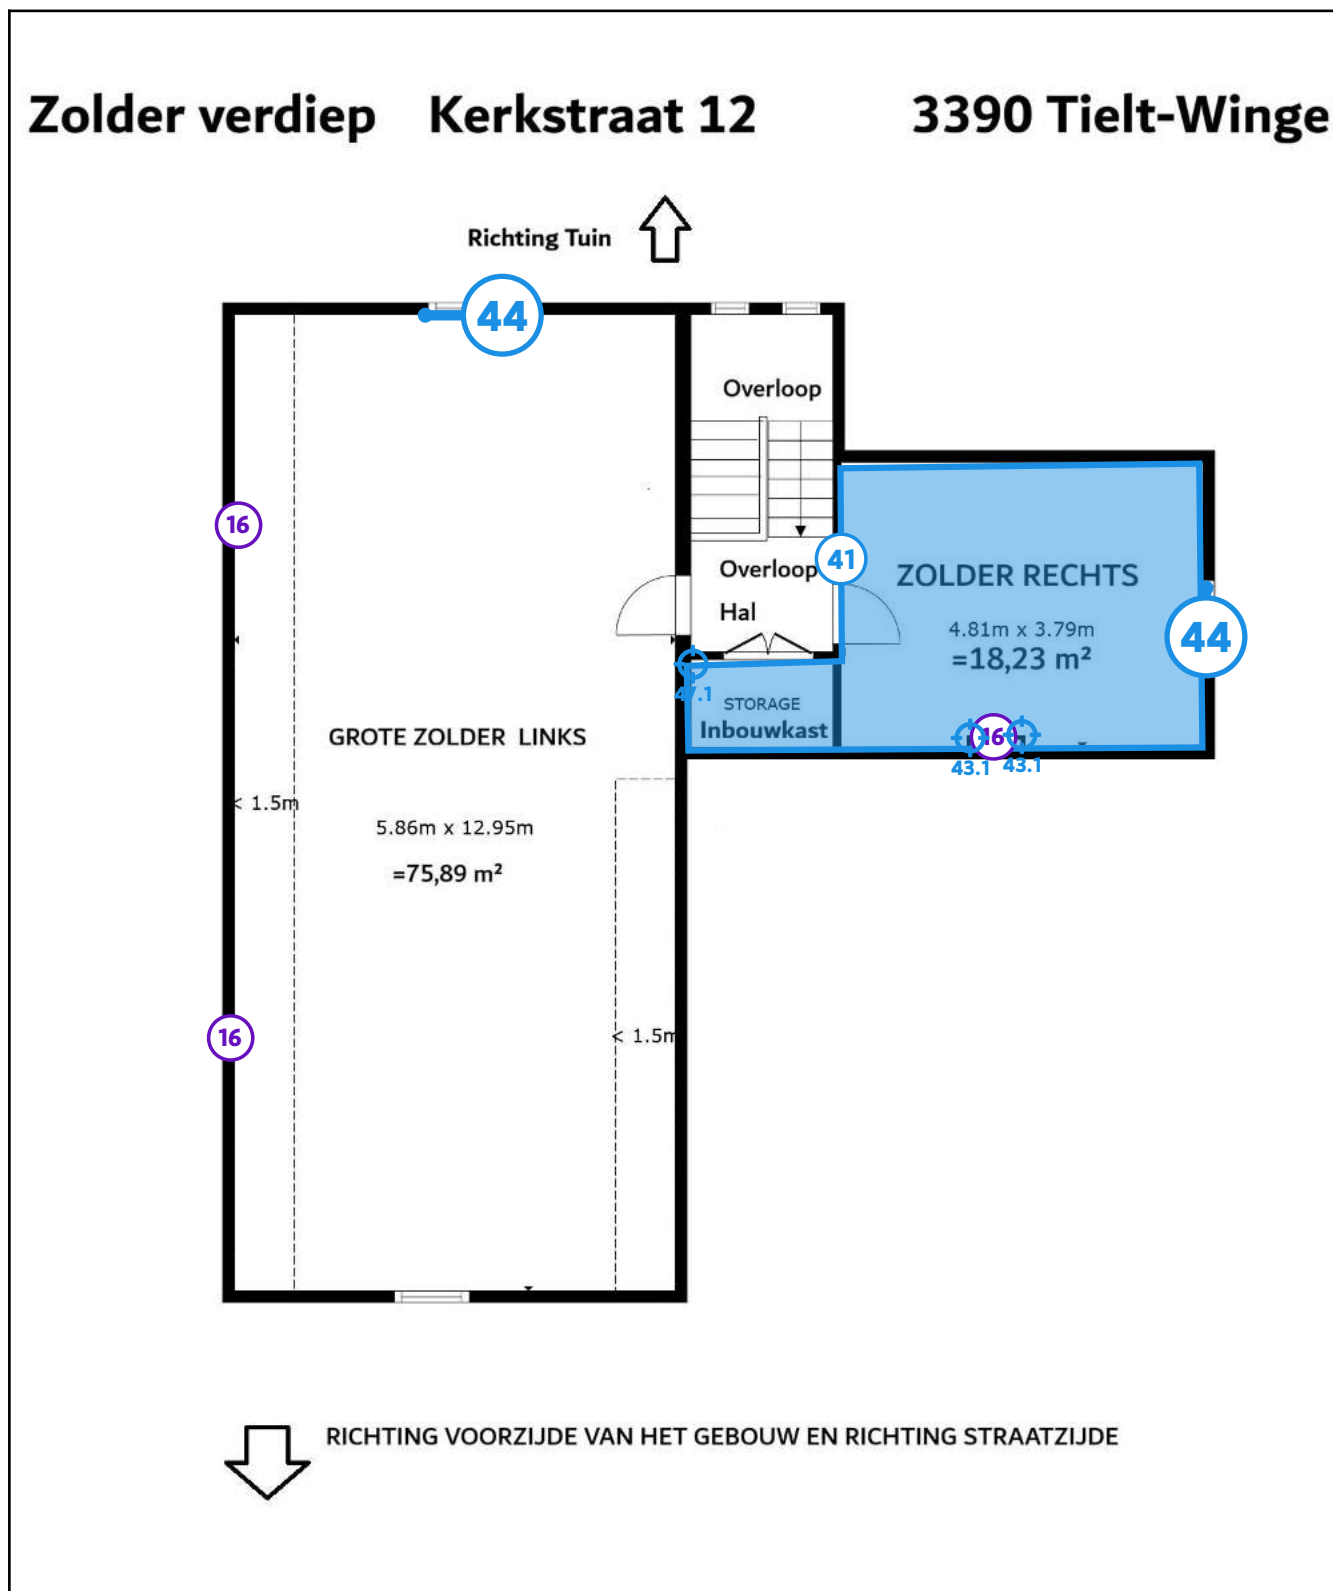 Zolder verdiep Kerkstraat 12 3390 Tielt-Winge
Richting Tuin
44
Overloop
16
41
Overloop
ZOLDER RECHTS
Hal
4.81m x 3.79m
44
=18,23 m²
47.1
STORAGE
Inbouwkast
16
43.1
43.1
GROTE ZOLDER LINKS
< 1.5m
5.86m x 12.95m
=75,89 m²
16
< 1.5m
RICHTING VOORZIJDE VAN HET GEBOUW EN RICHTING STRAATZIJDE